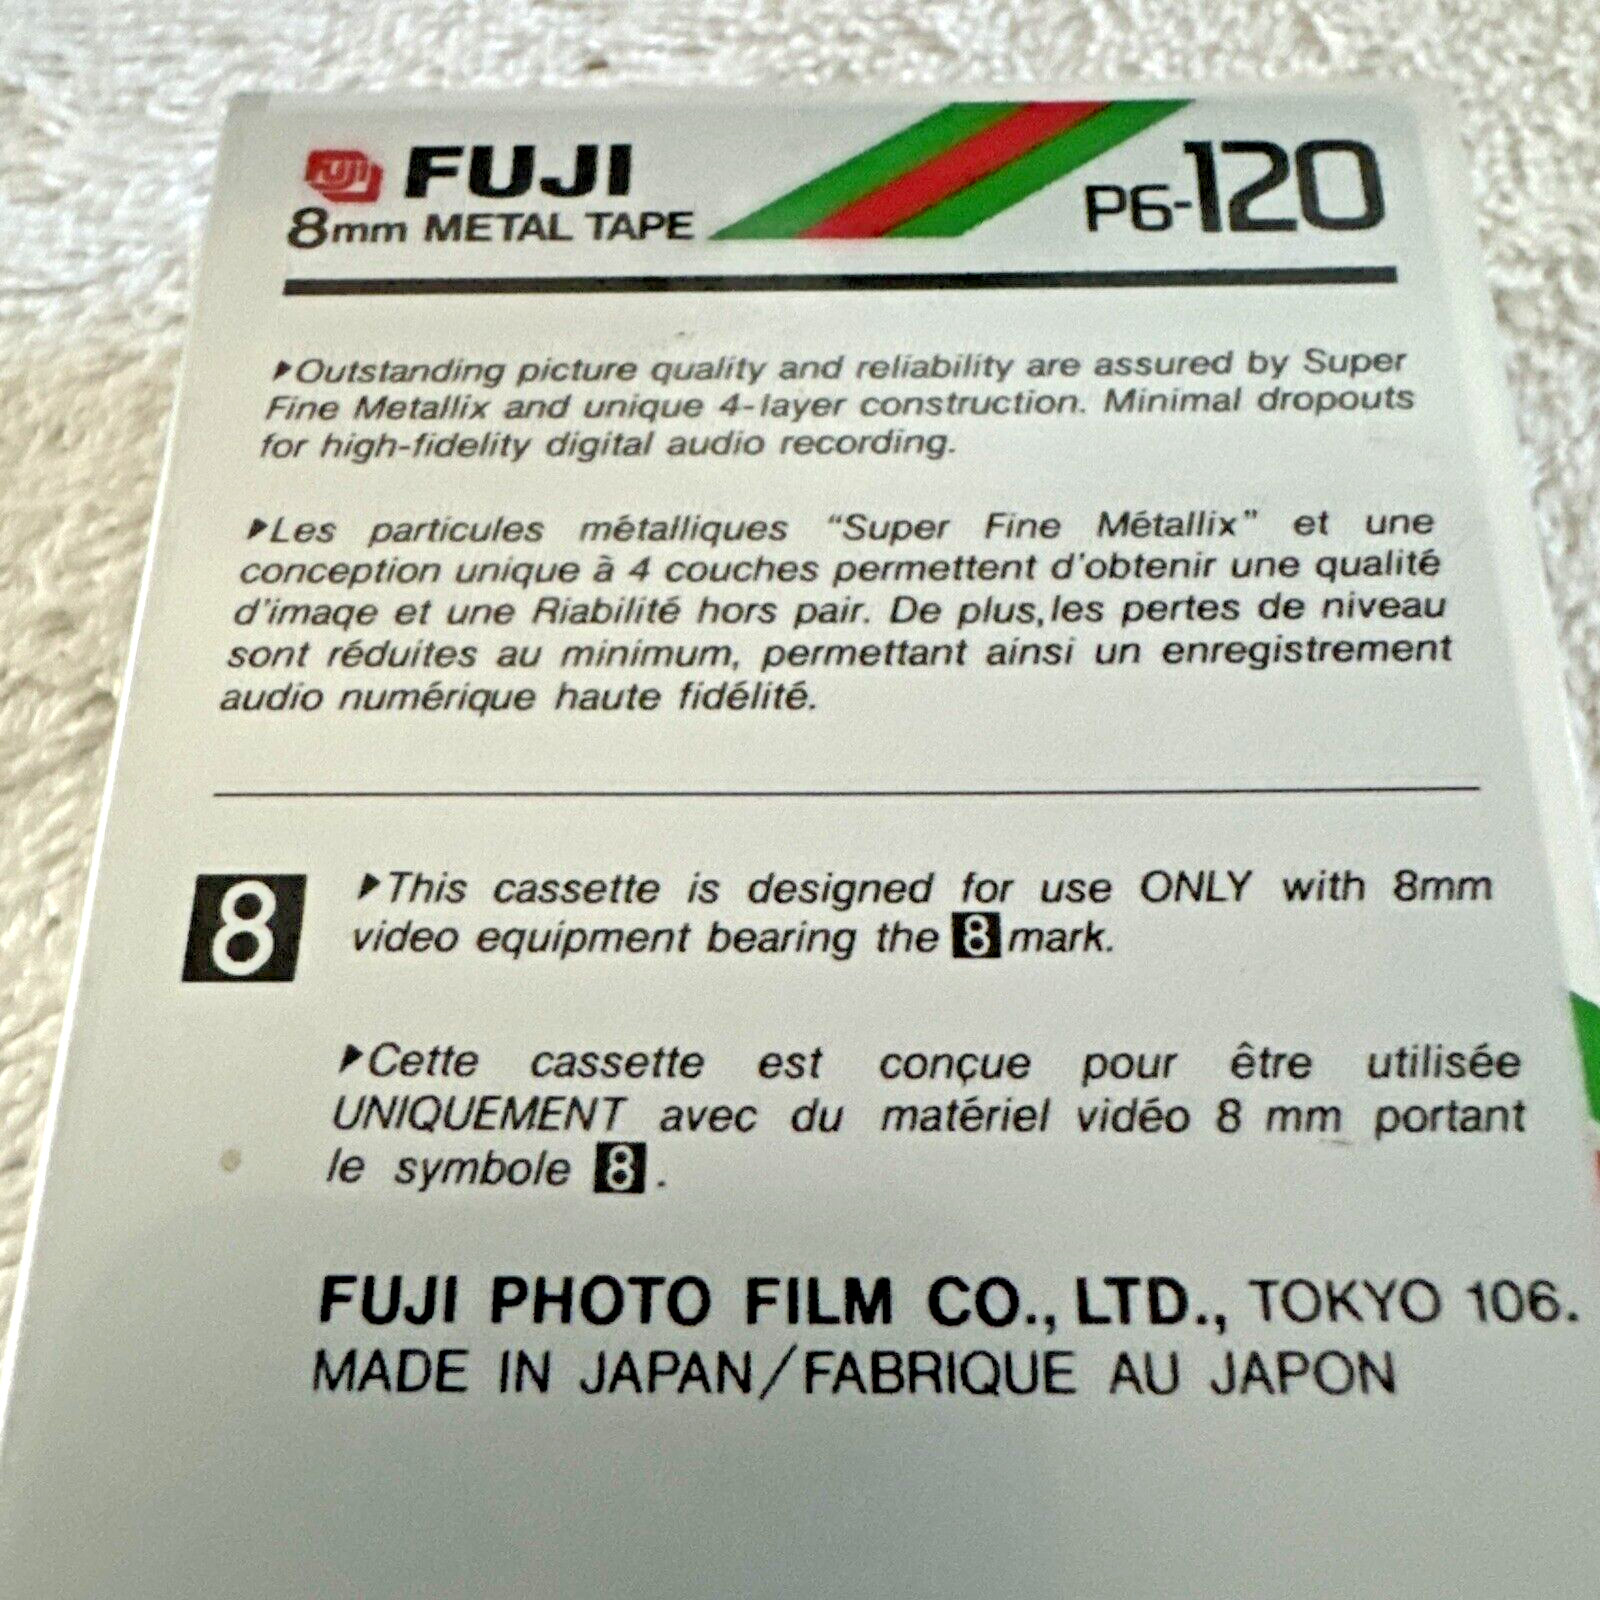 Fuji FUJI
8mm METAL TAPE
P6-120
▶Outstanding picture quality and reliability are assured by Super
Fine Metallix and unique 4-layer construction. Minimal dropouts
for high-fidelity digital audio recording.
▶Les particules métalliques “Super Fine Métallix” et une
conception unique à 4 couches permettent d'obtenir une qualité
d'image et une Riabilité hors pair. De plus, les pertes de niveau
sont réduites au minimum, permettant ainsi un enregistrement
audio numérique haute fidélité.
8 ▶This cassette is designed for use ONLY with 8mm
video equipment bearing the 8 mark.
▶Cette cassette est conçue pour être utilisée
UNIQUEMENT avec du matériel vidéo 8 mm portant
le symbole 8.
FUJI PHOTO FILM CO., LTD., TOKYO 106.
MADE IN JAPAN/FABRIQUE AU JAPON